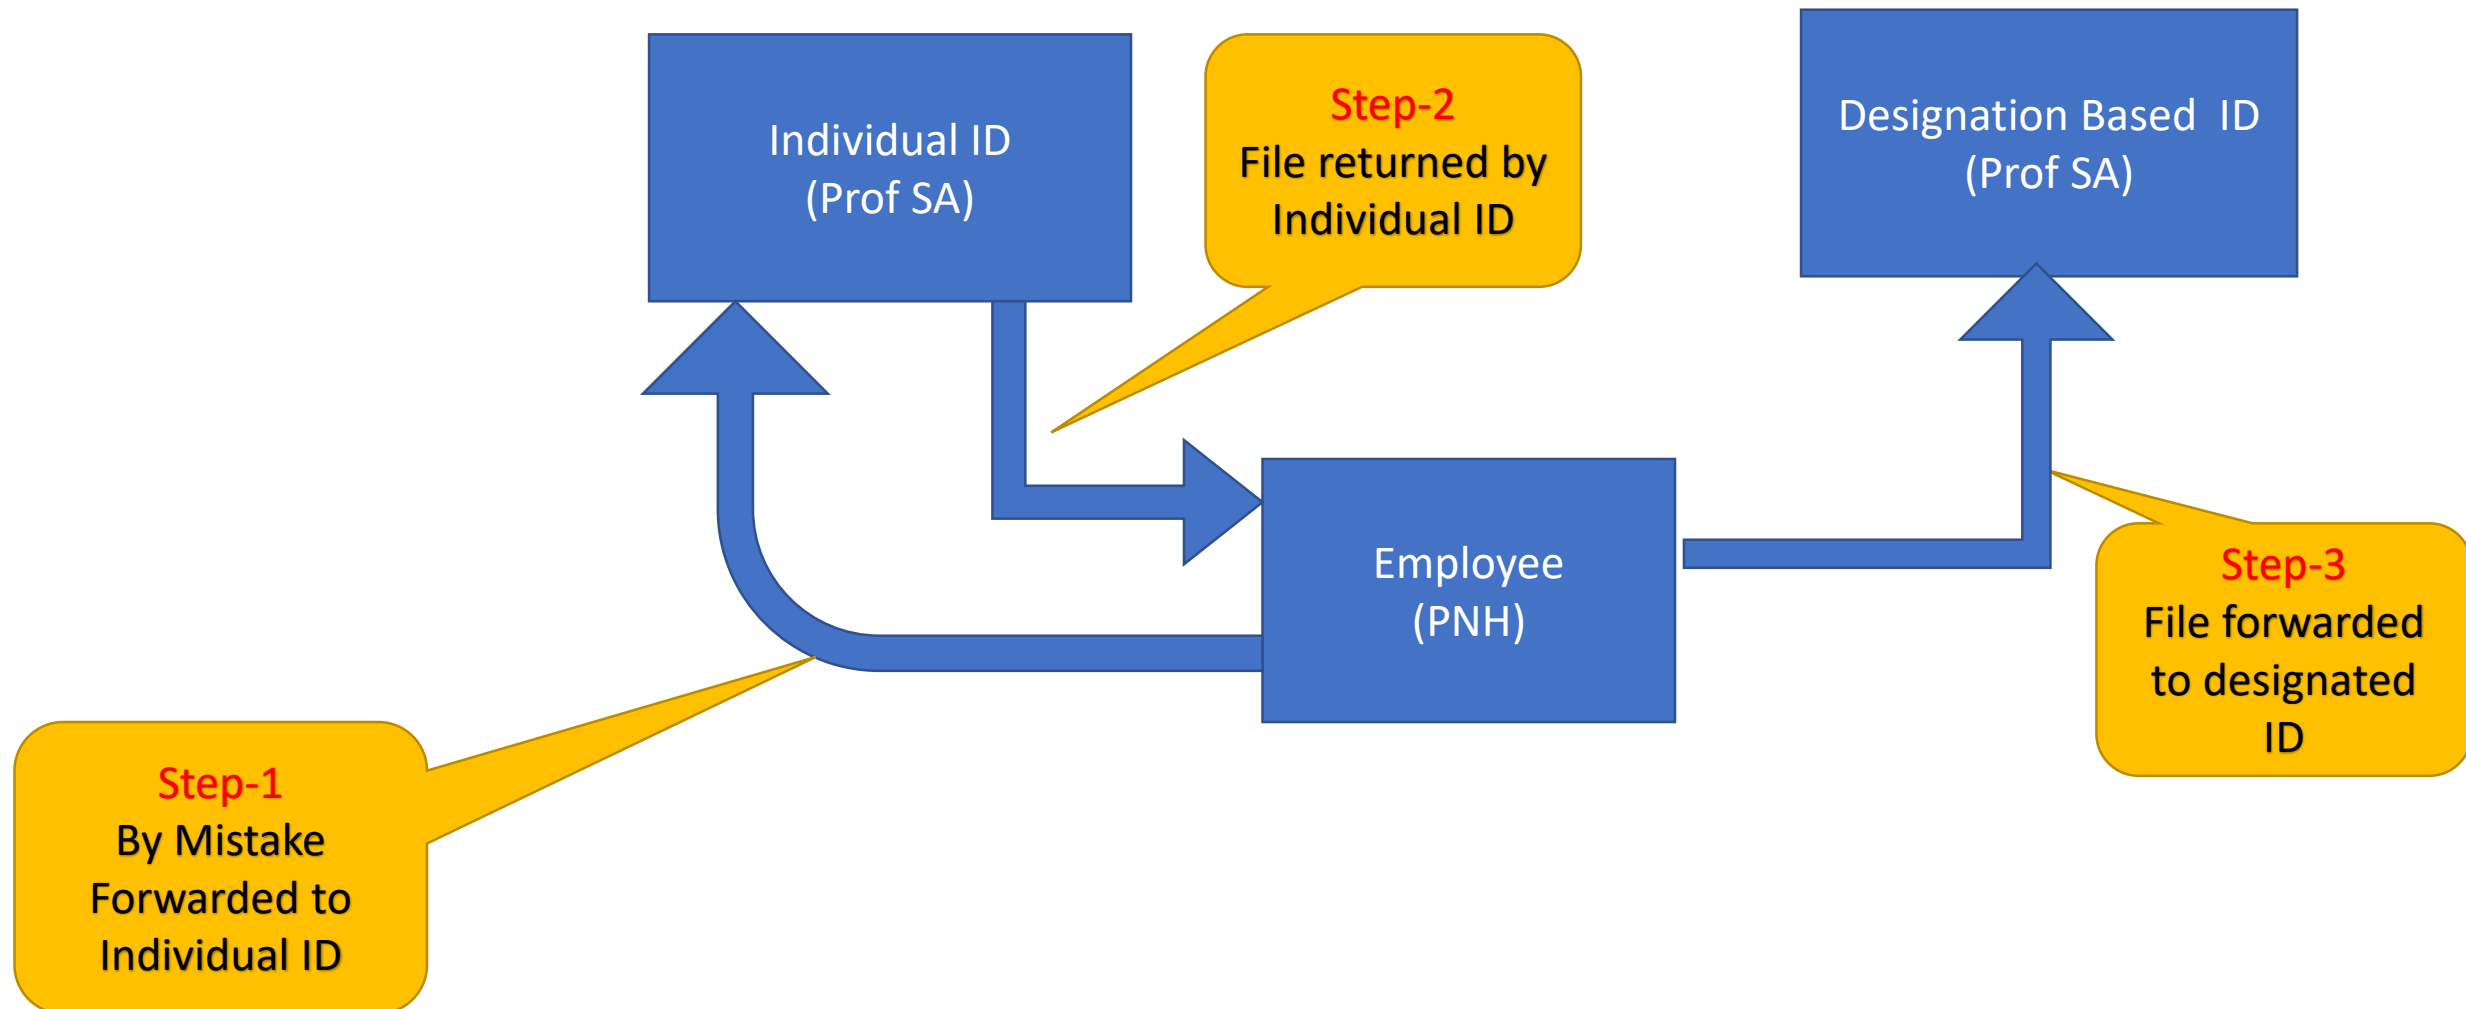 Individual ID
(Prof SA)
Step-2
File returned by
Individual ID
Designation Based  ID
(Prof SA)
Employee
(PNH)
Step-3
File forwarded
to designated
ID
Step-1
By Mistake
Forwarded to
Individual ID